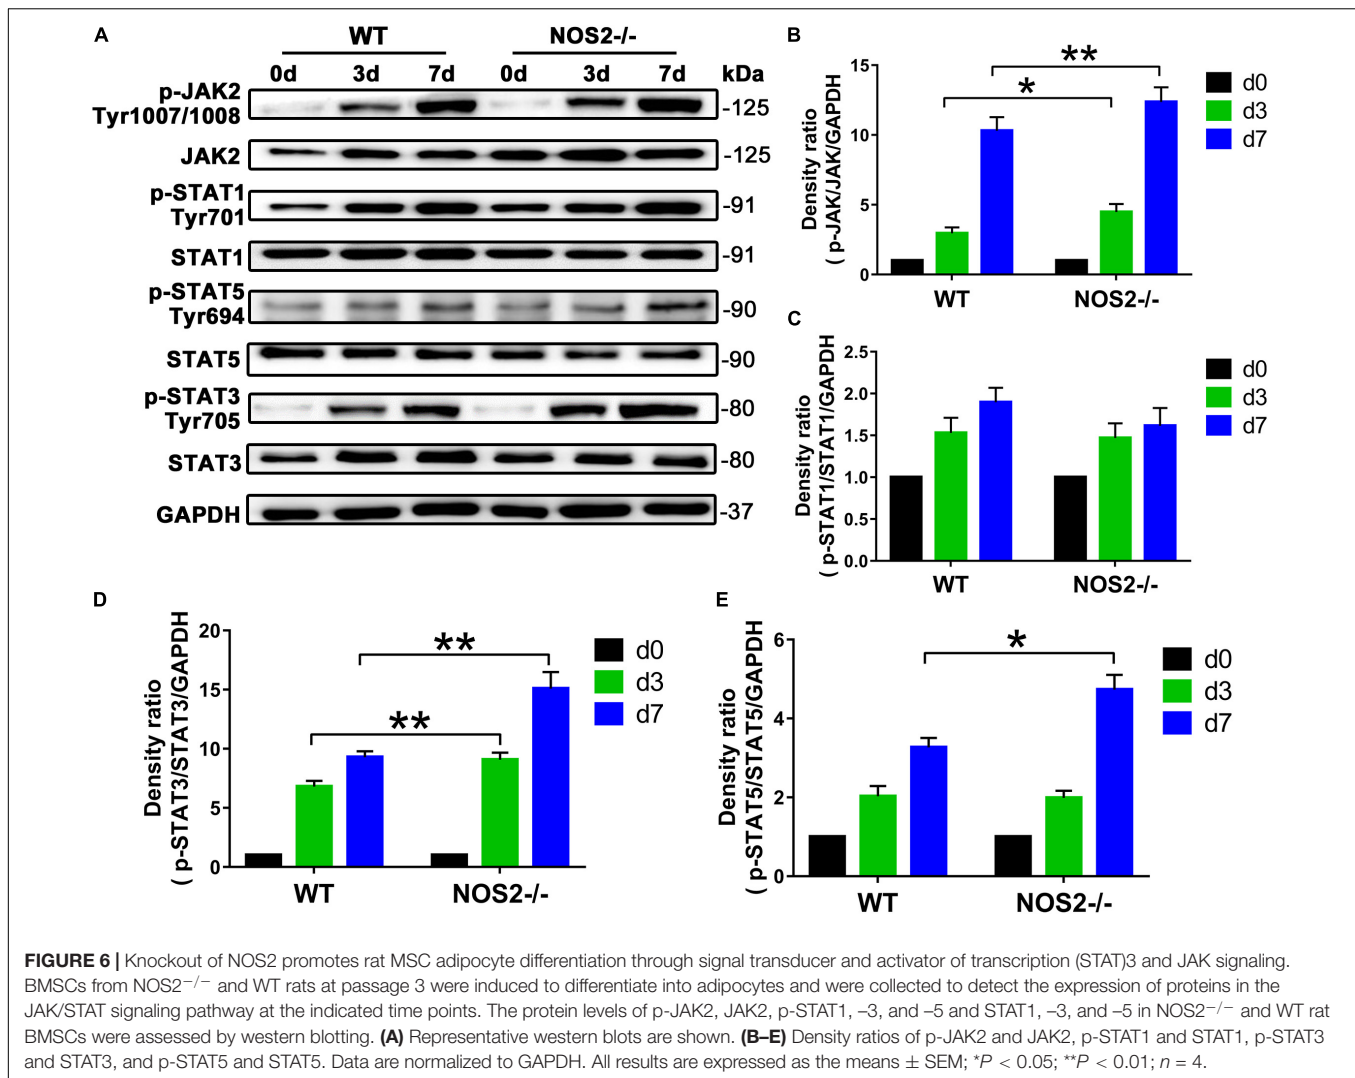 A
WT NOS2-/-
0d 3d 7d 0d 3d 7d kDa
p-JAK2
Tyr1007/1008 -125
JAK2 -125
p-STAT1
Tyr701 -91
STAT1 -91
p-STAT5
Tyr694 -90
STAT5 -90
p-STAT3
Tyr705 -80
STAT3 -80
GAPDH -37
B
Density ratio
( p-JAK/JAK/GAPDH)
15
10
5
0
* **
WT NOS2-/-
d0
d3
d7
C
Density ratio
( p-STAT1/STAT1/GAPDH)
2.5
2.0
1.5
1.0
0.5
0.0
WT NOS2-/-
d0
d3
d7
D
Density ratio
( p-STAT3/STAT3/GAPDH)
20
15
10
5
0
**
**
WT NOS2-/-
d0
d3
d7
E
Density ratio
( p-STAT5/STAT5/GAPDH)
6
4
2
0
*
WT NOS2-/-
d0
d3
d7
FIGURE 6 | Knockout of NOS2 promotes rat MSC adipocyte differentiation through signal transducer and activator of transcription (STAT)3 and JAK signaling.
BMSCs from NOS2−/− and WT rats at passage 3 were induced to differentiate into adipocytes and were collected to detect the expression of proteins in the
JAK/STAT signaling pathway at the indicated time points. The protein levels of p-JAK2, JAK2, p-STAT1, –3, and –5 and STAT1, –3, and –5 in NOS2−/− and WT rat
BMSCs were assessed by western blotting. (A) Representative western blots are shown. (B–E) Density ratios of p-JAK2 and JAK2, p-STAT1 and STAT1, p-STAT3
and STAT3, and p-STAT5 and STAT5. Data are normalized to GAPDH. All results are expressed as the means ± SEM; *P < 0.05; **P < 0.01; n = 4.